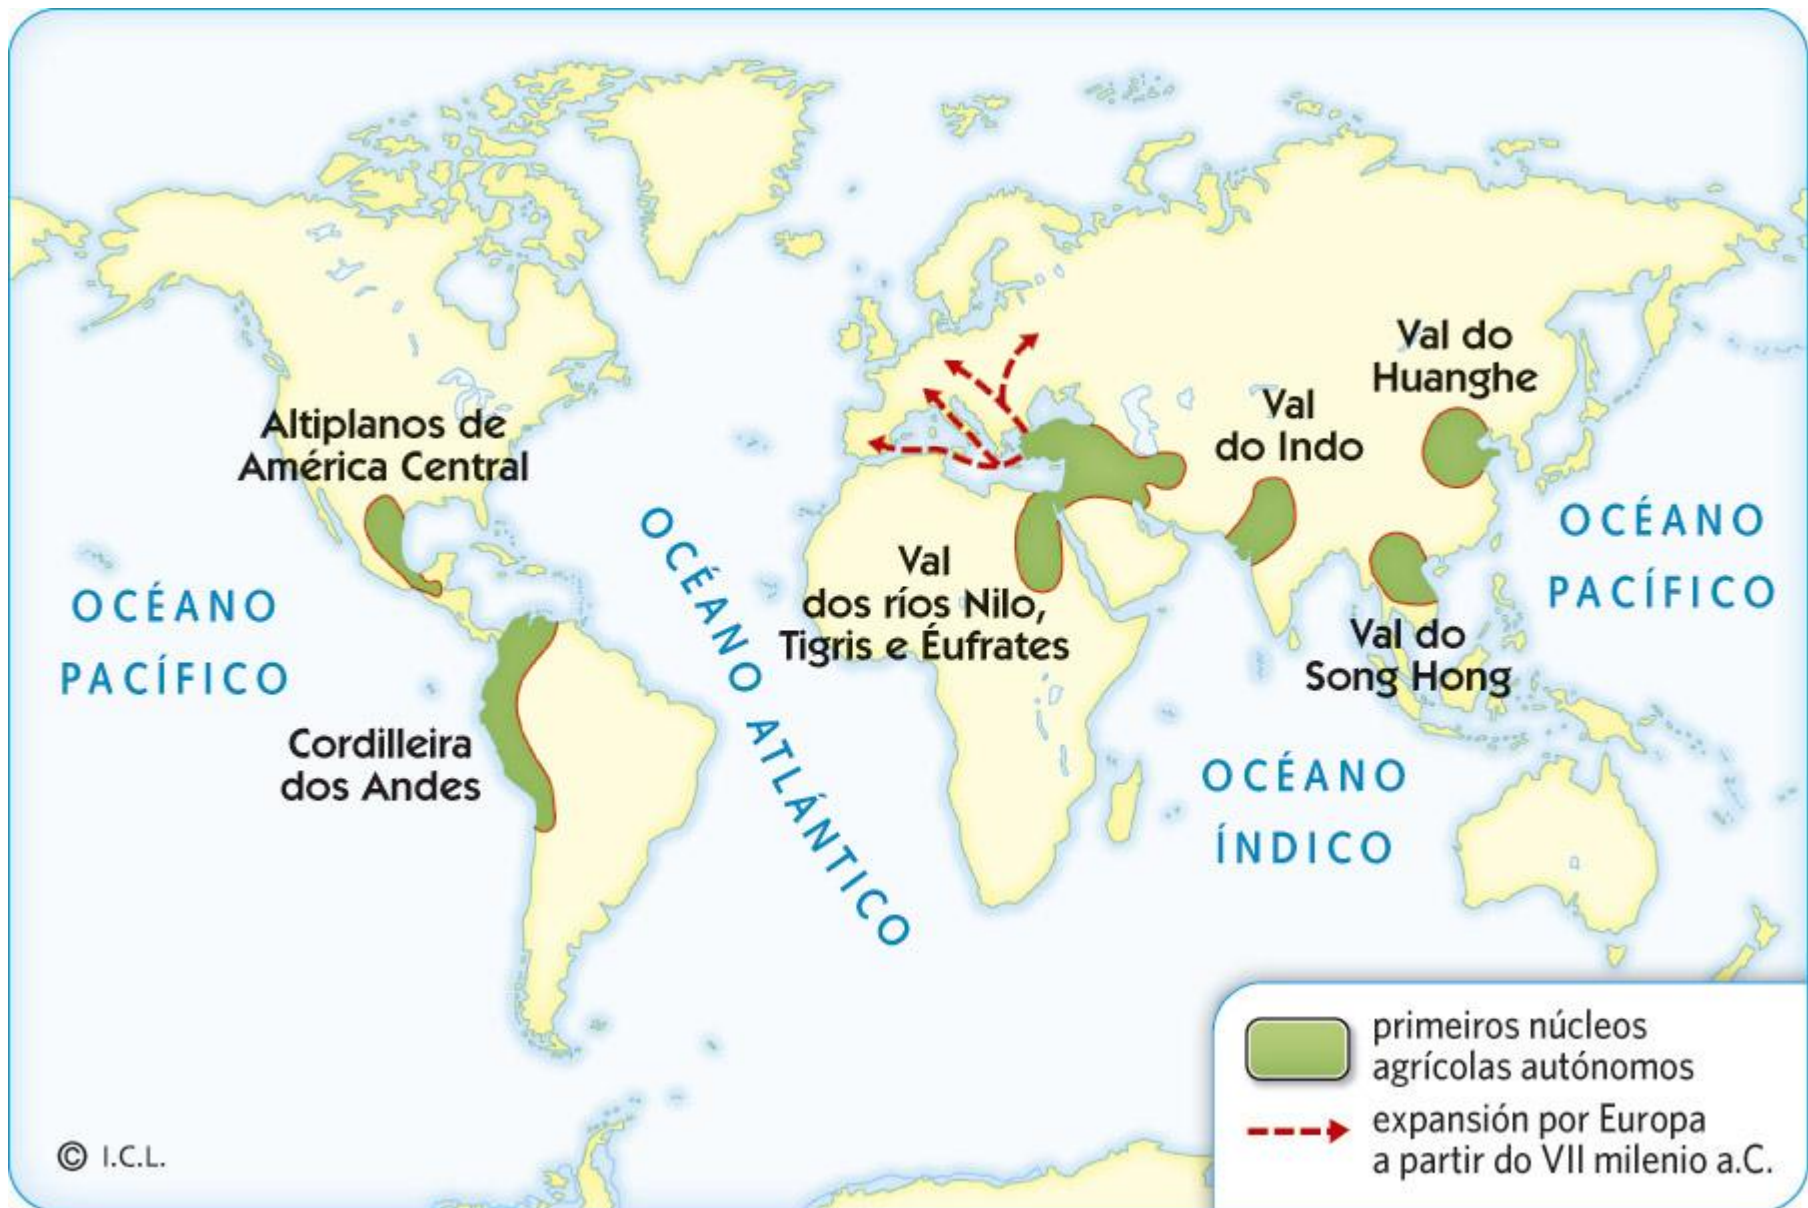 Val do
Huanghe
Val
do Indo
Altiplanos de
América Central
OCÉANO
PACÍFICO
OCÉANO ATLÁNTICO
Val
dos ríos Nilo,
Tigris e Éufrates
OCÉANO
PACÍFICO
Val do
Song Hong
Cordilleira
dos Andes
OCÉANO
ÍNDICO
primeiros núcleos
agrícolas autónomos
expansión por Europa
a partir do VII milenio a.C.
© I.C.L.